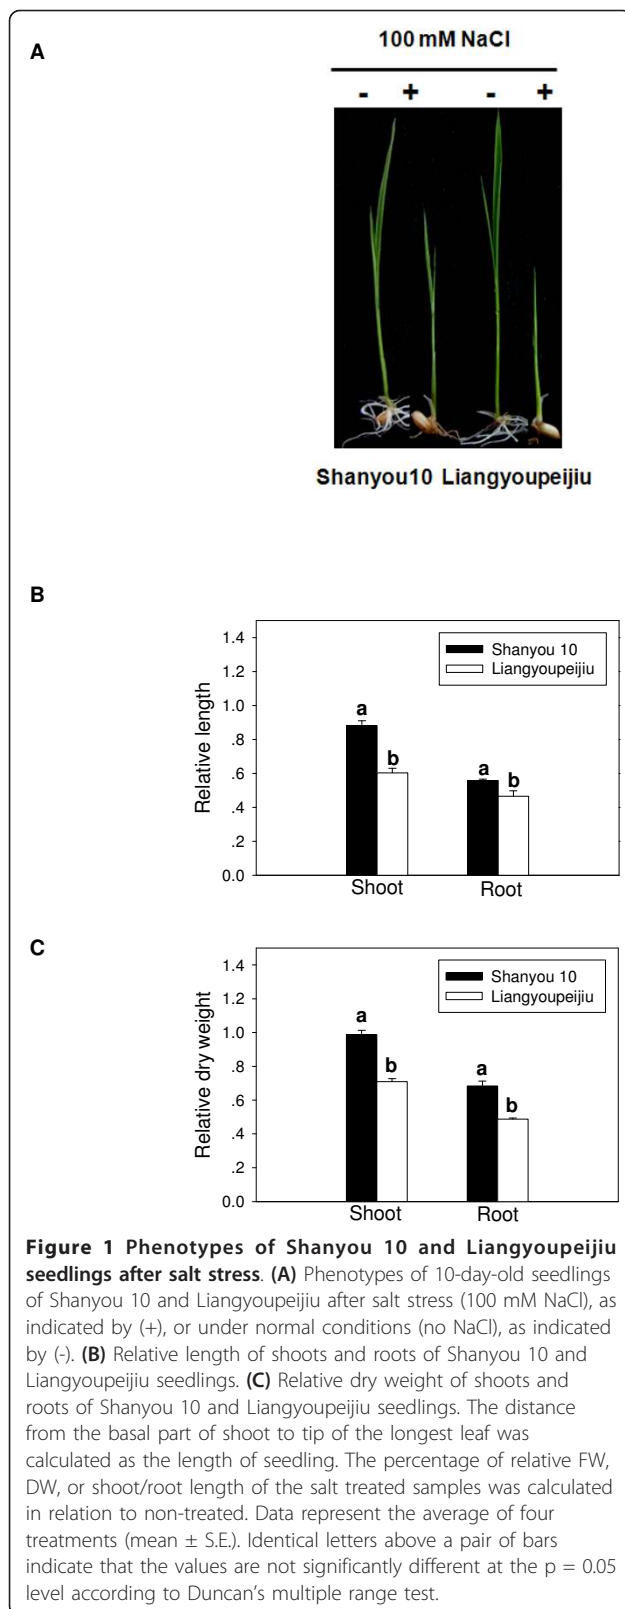 A
100 mM NaCl
- + - +
Shanyou10 Liangyoupeijiu
B
1.4
1.2
1.0
.8
.6
.4
.2
0.0
Relative length
Shanyou 10
Liangyoupeijiu
a
b
a
b
Shoot Root
C
1.4
1.2
1.0
.8
.6
.4
.2
0.0
Relative dry weight
Shanyou 10
Liangyoupeijiu
a
b
a
b
Shoot Root
Figure 1 Phenotypes of Shanyou 10 and Liangyoupeijiu
seedlings after salt stress. (A) Phenotypes of 10-day-old seedlings
of Shanyou 10 and Liangyoupeijiu after salt stress (100 mM NaCl), as
indicated by (+), or under normal conditions (no NaCl), as indicated
by (-). (B) Relative length of shoots and roots of Shanyou 10 and
Liangyoupeijiu seedlings. (C) Relative dry weight of shoots and
roots of Shanyou 10 and Liangyoupeijiu seedlings. The distance
from the basal part of shoot to tip of the longest leaf was
calculated as the length of seedling. The percentage of relative FW,
DW, or shoot/root length of the salt treated samples was calculated
in relation to non-treated. Data represent the average of four
treatments (mean ± S.E.). Identical letters above a pair of bars
indicate that the values are not significantly different at the p = 0.05
level according to Duncan's multiple range test.